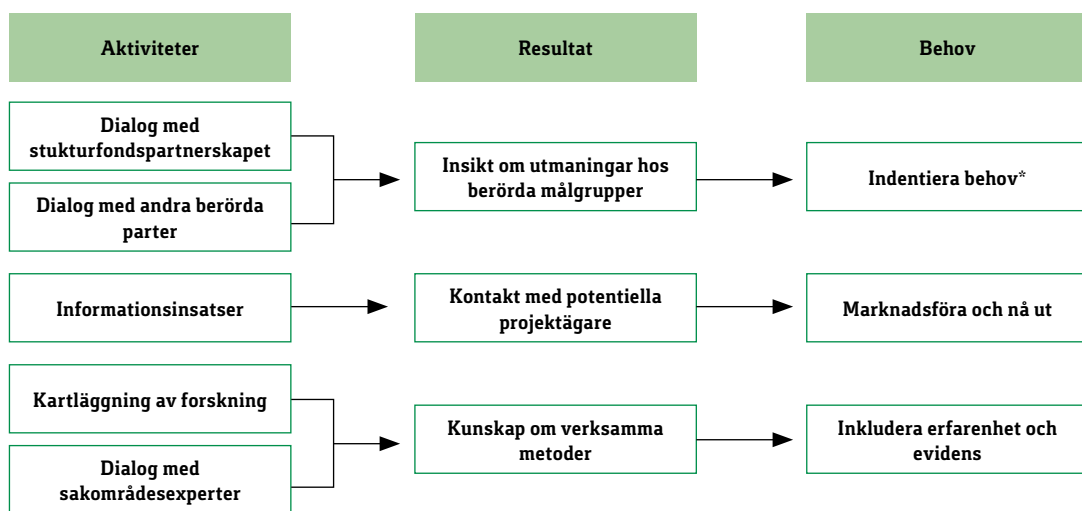 Aktiviteter
Resultat
Behov
Dialog med
stukturfondspartnerskapet
Dialog med andra berörda
parter
Insikt om utmaningar hos
berörda målgrupper
Indentiera behov*
Informationsinsatser
Kontakt med potentiella
projektägare
Marknadsföra och nå ut
Kartläggning av forskning
Dialog med
sakområdesexperter
Kunskap om verksamma
metoder
Inkludera erfarenhet och
evidens